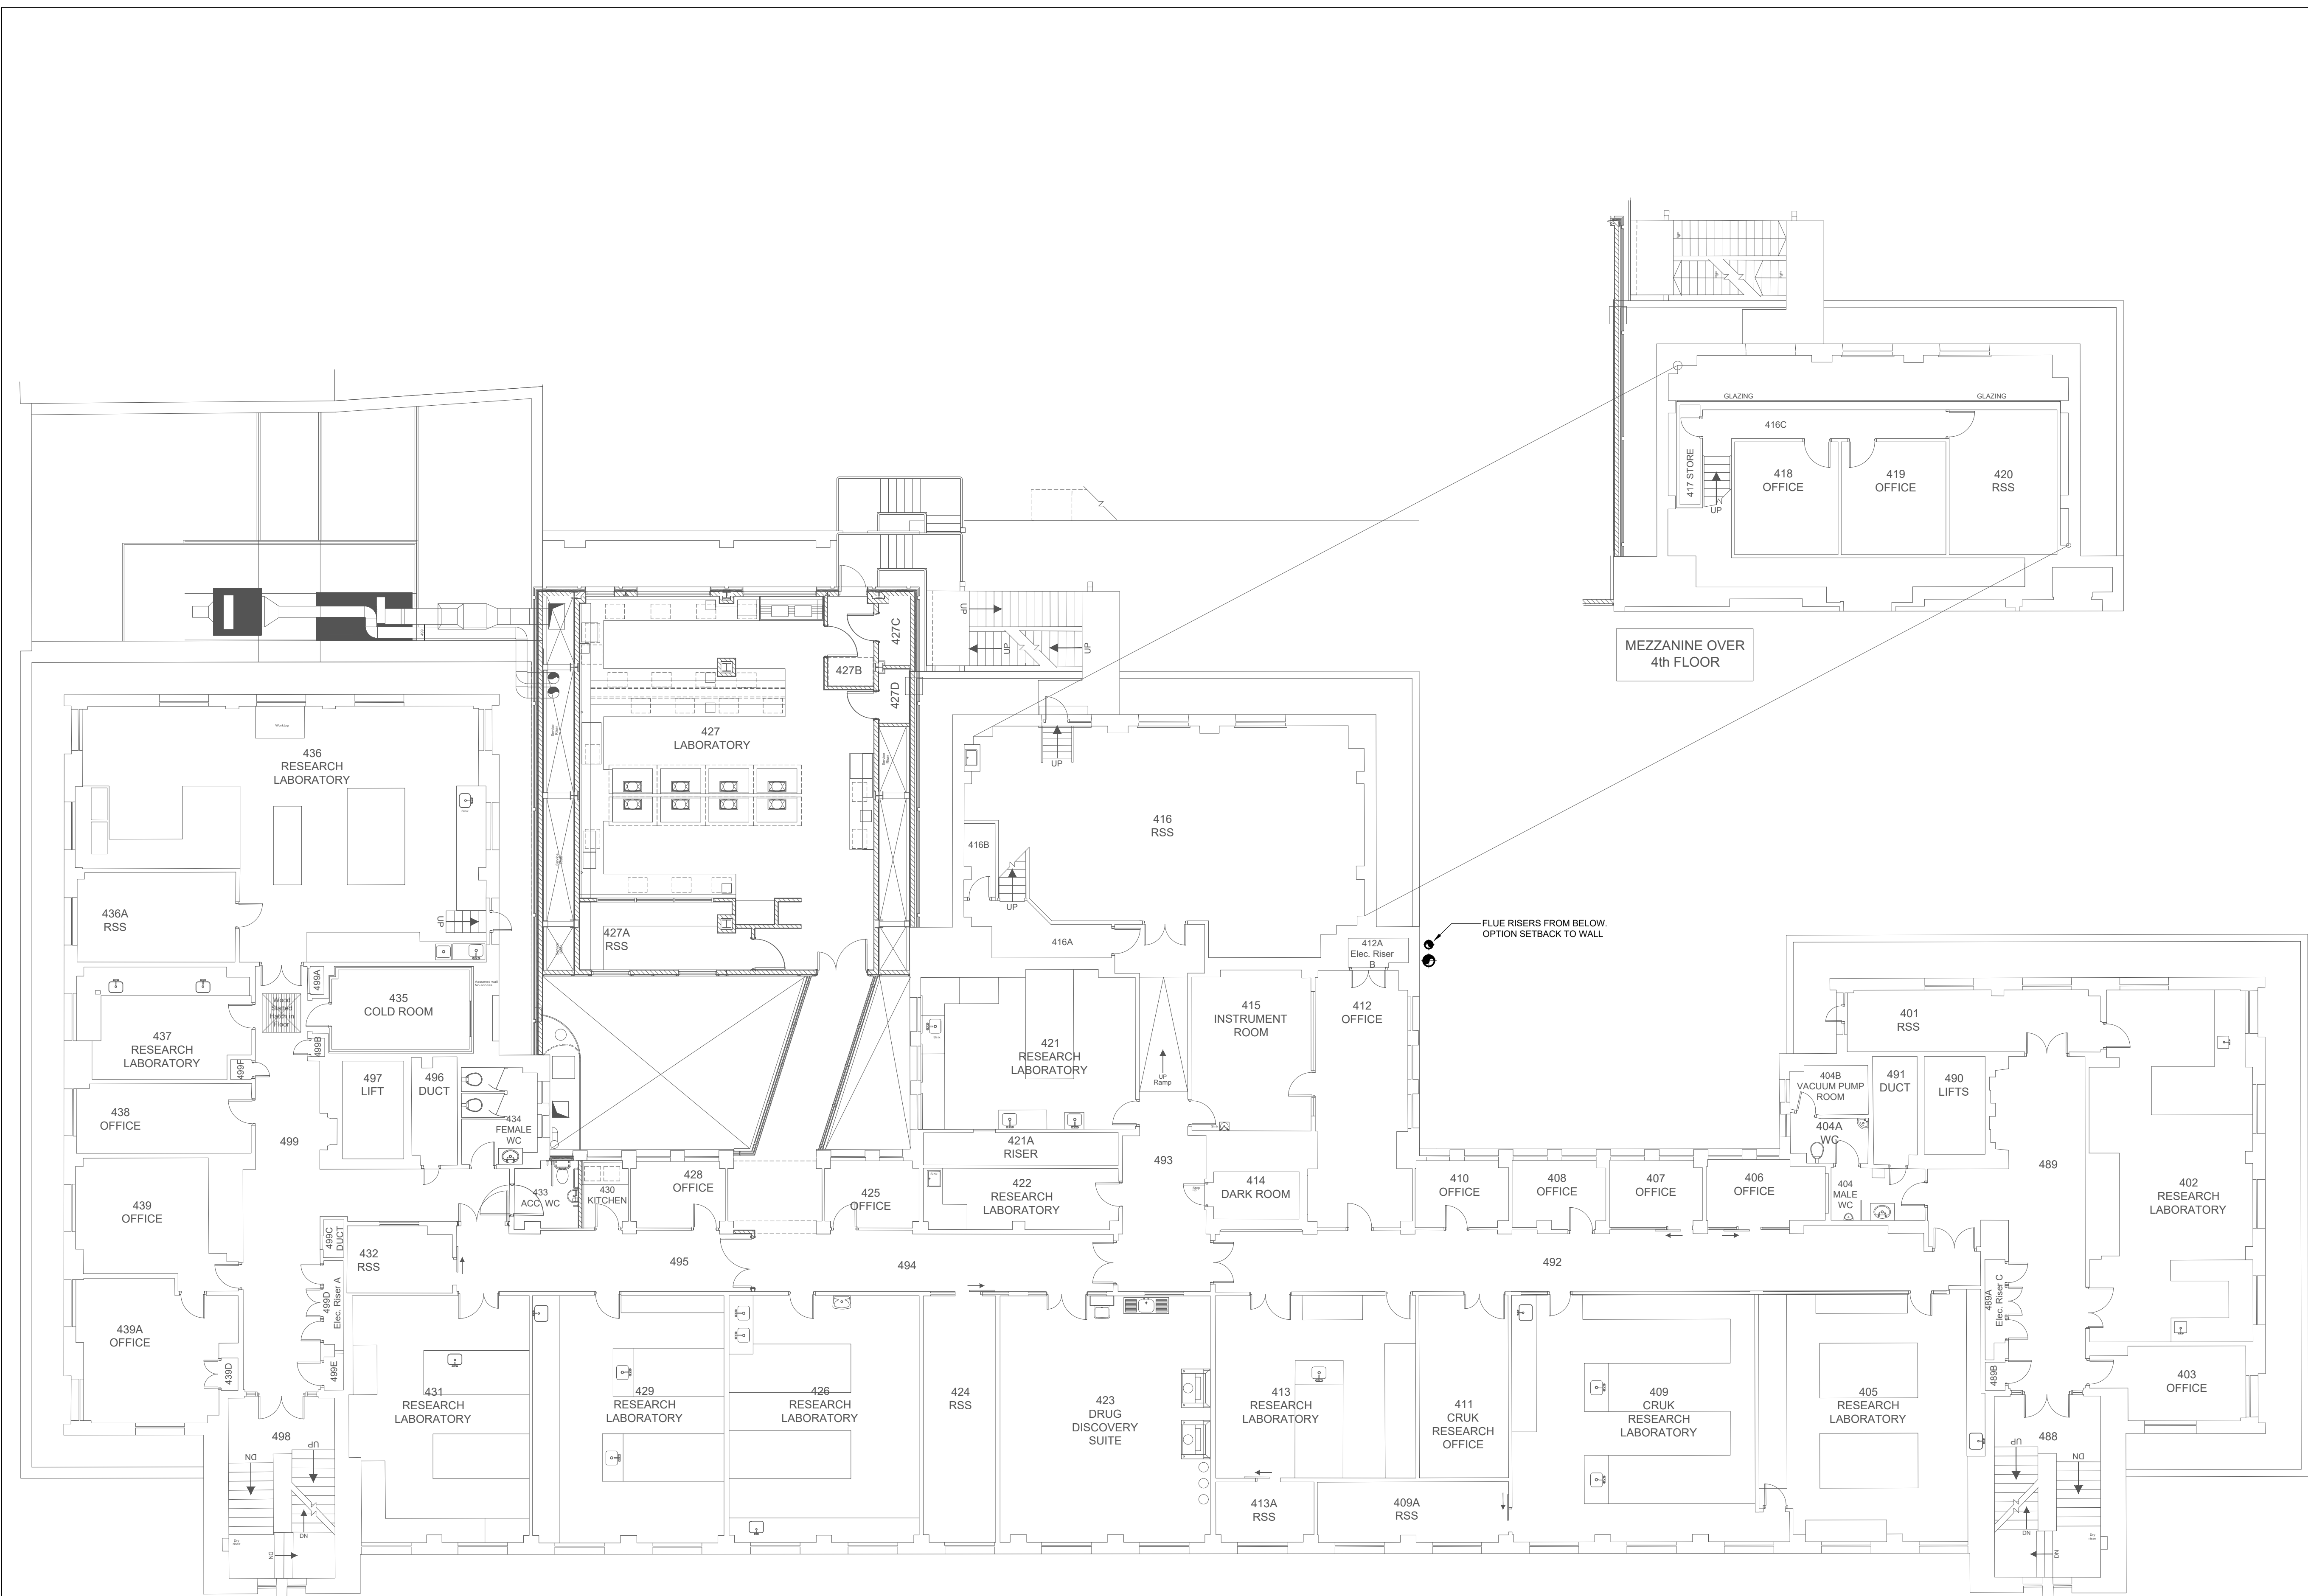 GLAZING
GLAZING
416C
417 STORE
UP
418
OFFICE
419
OFFICE
420
RSS
MEZZANINE OVER
4th FLOOR
427C
427B
427D
UP
UP
UP
427
LABORATORY
436
RESEARCH
LABORATORY
UP
416
RSS
416B
UP
416A
436A
RSS
UP
427A
RSS
FLUE RISERS FROM BELOW.
OPTION SETBACK TO WALL
412A
Elec. Riser
B
499A
435
COLD ROOM
Wood
Slatted
Hatch in
Floor
437
RESEARCH
LABORATORY
499B
499F
497
LIFT
496
DUCT
438
OFFICE
434
FEMALE
WC
499
421
RESEARCH
LABORATORY
UP
Ramp
415
INSTRUMENT
ROOM
412
OFFICE
401
RSS
404B
VACUUM PUMP
ROOM
491
DUCT
490
LIFTS
404A
WC
421A
RISER
493
489
439
OFFICE
433
ACC. WC
430
KITCHEN
428
OFFICE
425
OFFICE
422
RESEARCH
LABORATORY
414
DARK ROOM
410
OFFICE
408
OFFICE
407
OFFICE
406
OFFICE
404
MALE
WC
402
RESEARCH
LABORATORY
499C
DUCT
432
RSS
495
494
492
499D
Elec. Riser A
489A
Elec. Riser C
439A
OFFICE
439D
499E
489B
403
OFFICE
431
RESEARCH
LABORATORY
429
RESEARCH
LABORATORY
426
RESEARCH
LABORATORY
424
RSS
423
DRUG
DISCOVERY
SUITE
413
RESEARCH
LABORATORY
411
CRUK
RESEARCH
OFFICE
409
CRUK
RESEARCH
LABORATORY
405
RESEARCH
LABORATORY
498
UP
DN
DN
DN
488
UP
DN
DN
DN
413A
RSS
409A
RSS